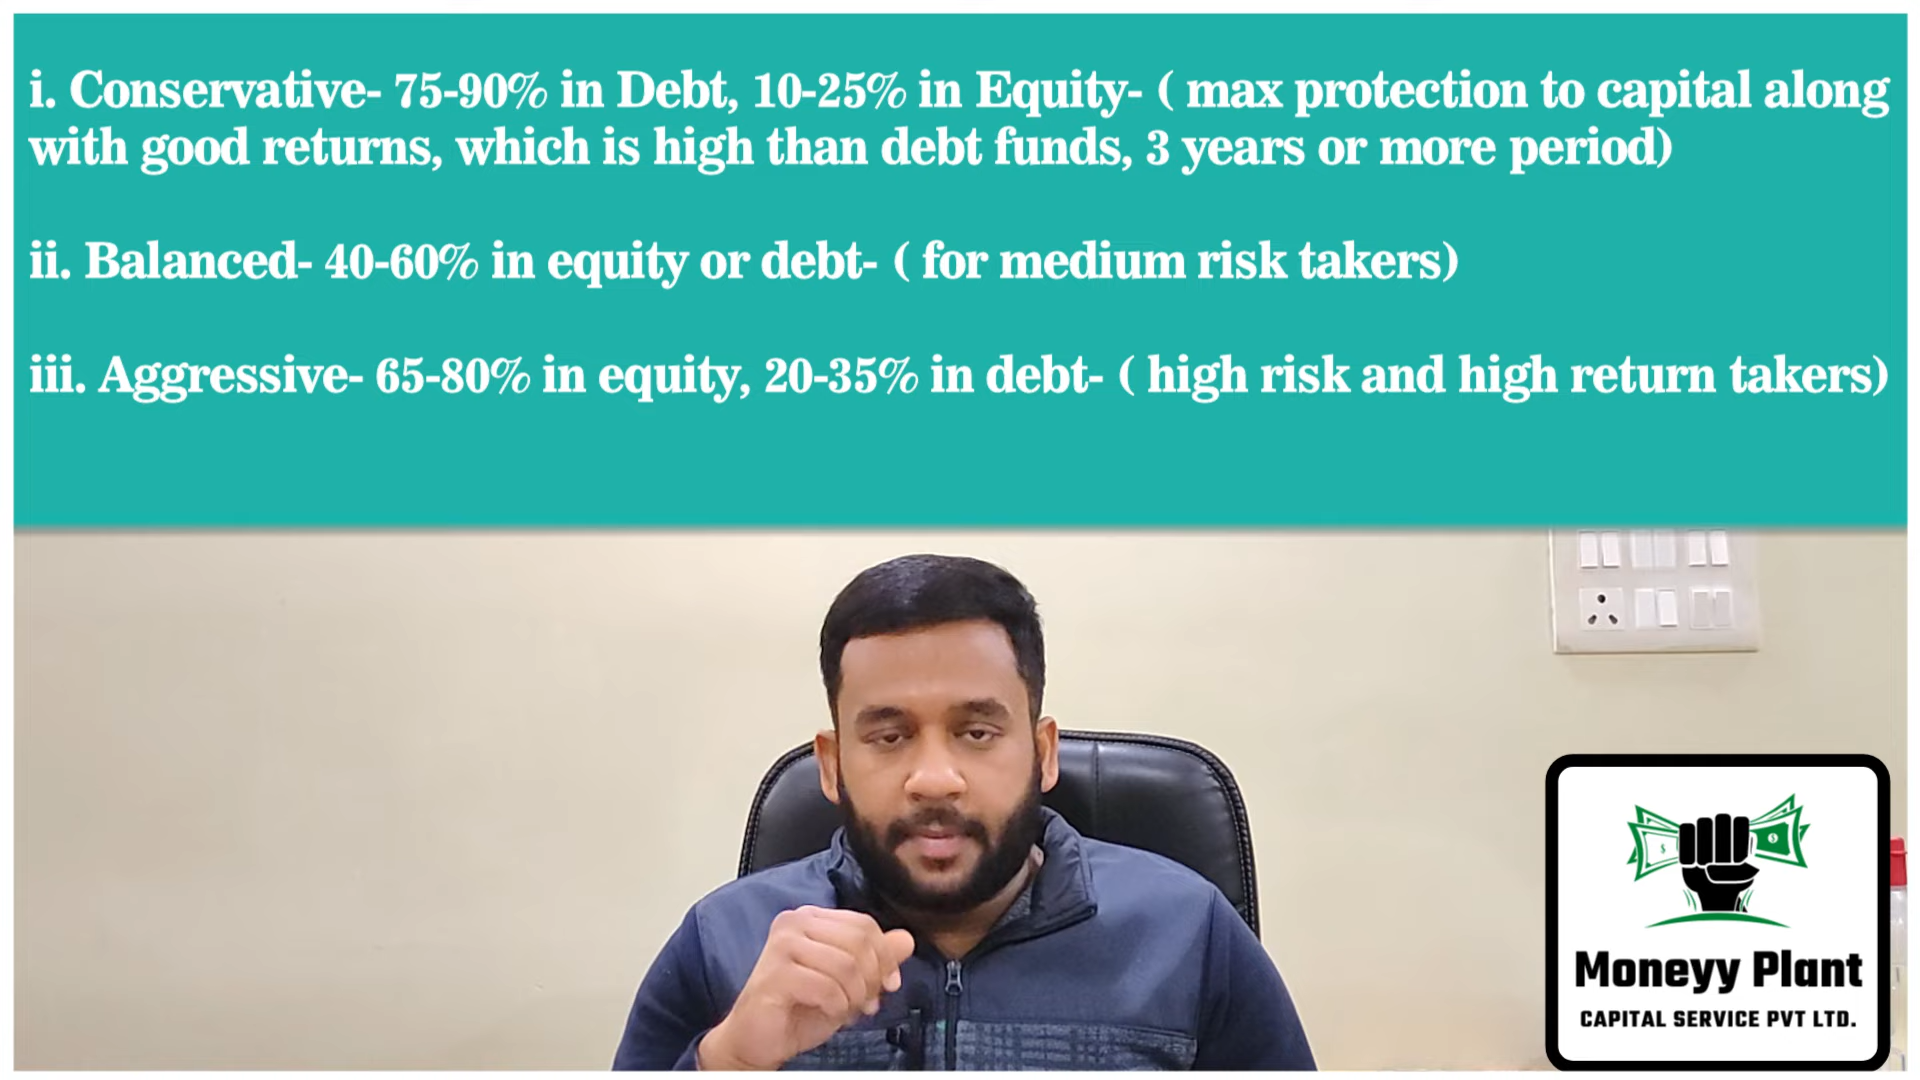 i. Conservative- 75-90% in Debt, 10-25% in Equity- ( max protection to capital along
with good returns, which is high than debt funds, 3 years or more period)
ii. Balanced- 40-60% in equity or debt- ( for medium risk takers)
iii. Aggressive- 65-80% in equity, 20-35% in debt- ( high risk and high return takers)
Moneyy Plant
CAPITAL SERVICE PVT LTD.